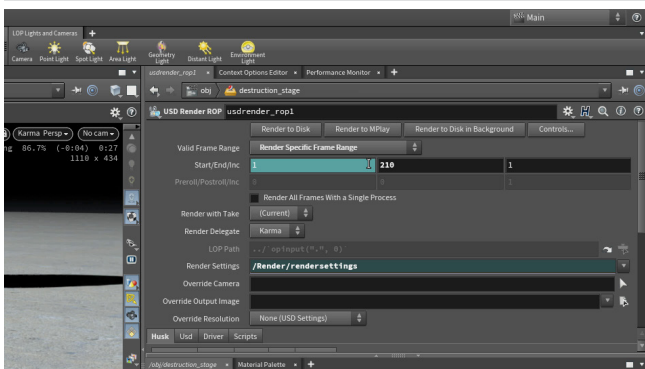 Main
LOP Lights and Cameras
Camera Point Light Spot Light Area Light Geometry Light Distant Light Environment Light
usdrender_rop1 × Context Options Editor × Performance Monitor × +
obj destruction_stage
USD Render ROP usdrender_rop1
Karma Persp No cam
Render to Disk Render to MPlay Render to Disk in Background Controls...
ng 86.7% (-0:04) 0:27
1110 x 434
Valid Frame Range Render Specific Frame Range
Start/End/Inc 1 210 1
Preroll/Postroll/Inc 0 0 1
Render All Frames With a Single Process
Render with Take (Current)
Render Delegate Karma
LOP Path ../ opinput(".", 0)
Render Settings /Render/rendersettings
Override Camera
Override Output Image
Override Resolution None (USD Settings)
Husk Usd Driver Scripts
/obj/destruction_stage × Material Palette × +